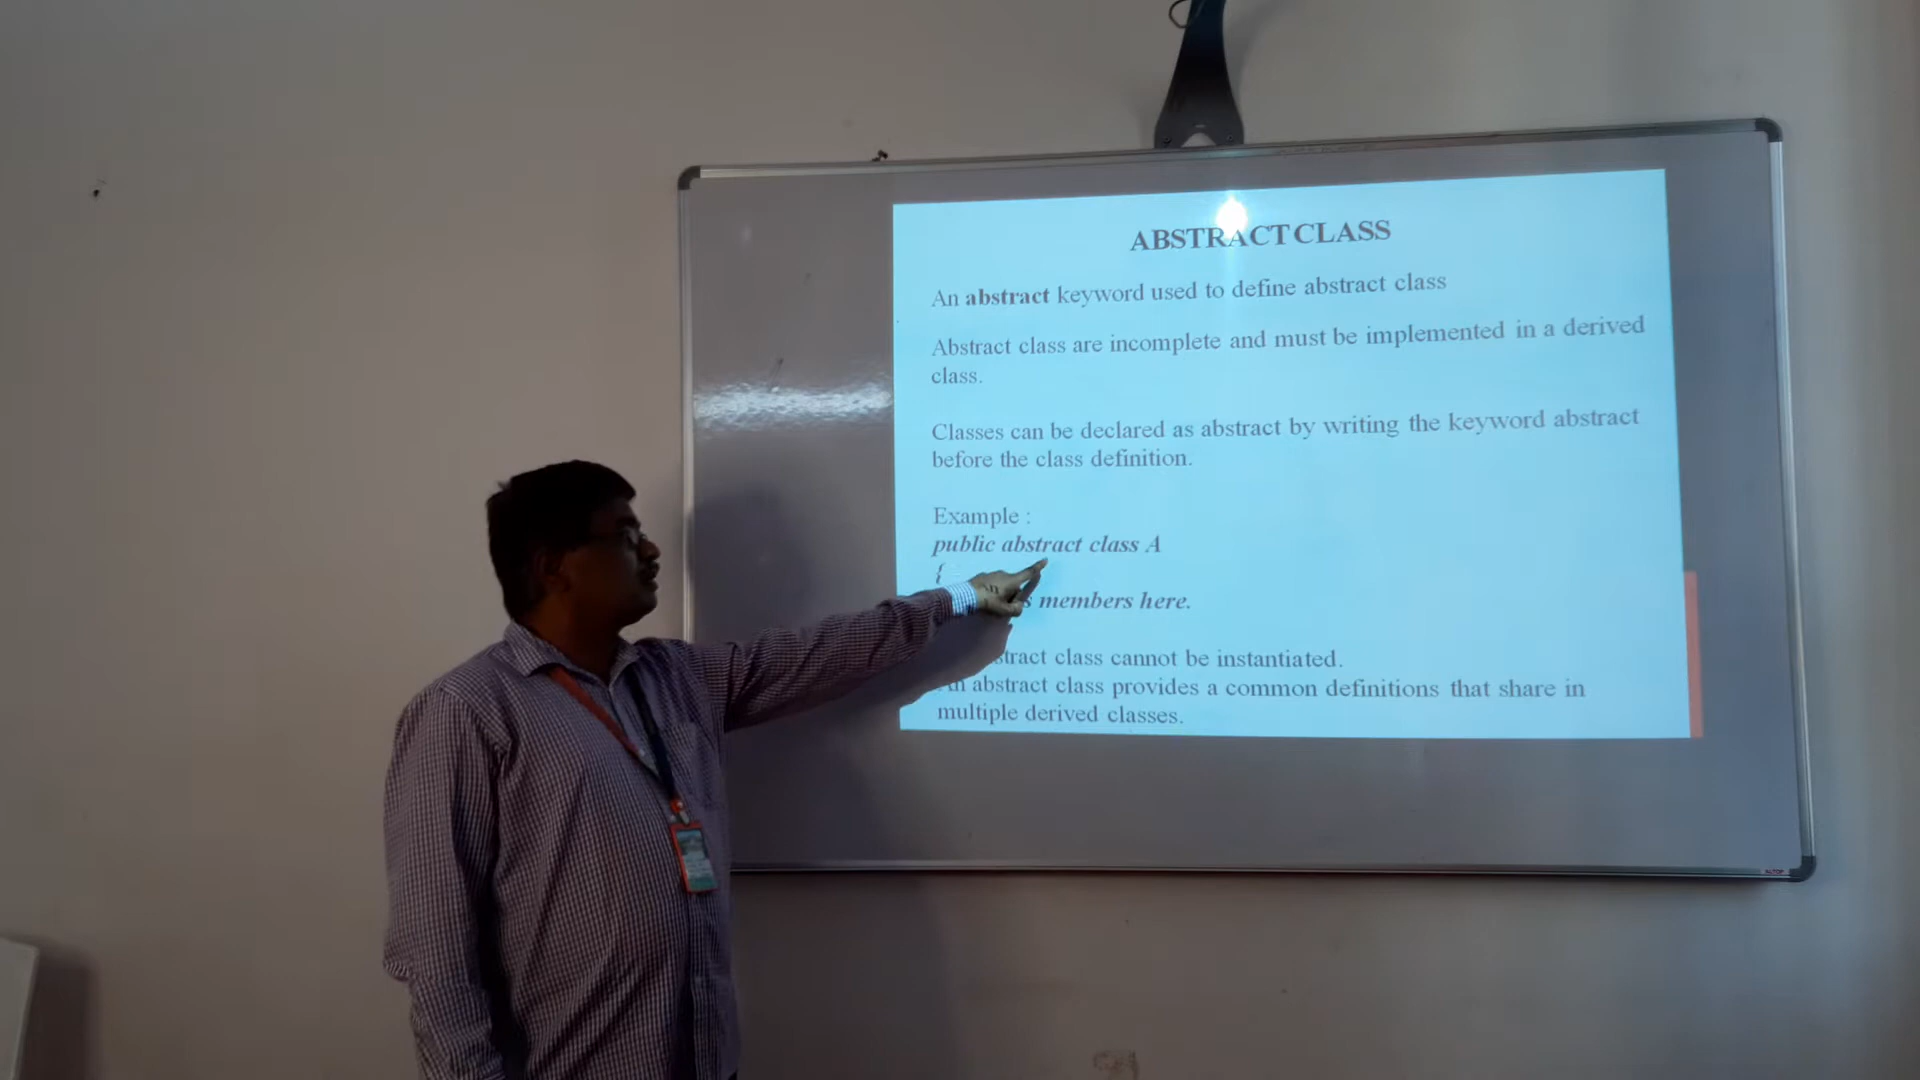 ABSTRACT CLASS
An abstract keyword used to define abstract class
Abstract class are incomplete and must be implemented in a derived
class.
Classes can be declared as abstract by writing the keyword abstract
before the class definition.
Example :
public abstract class A
{
members here.
class cannot be instantiated.
abstract class provides a common definitions that share in
multiple derived classes.